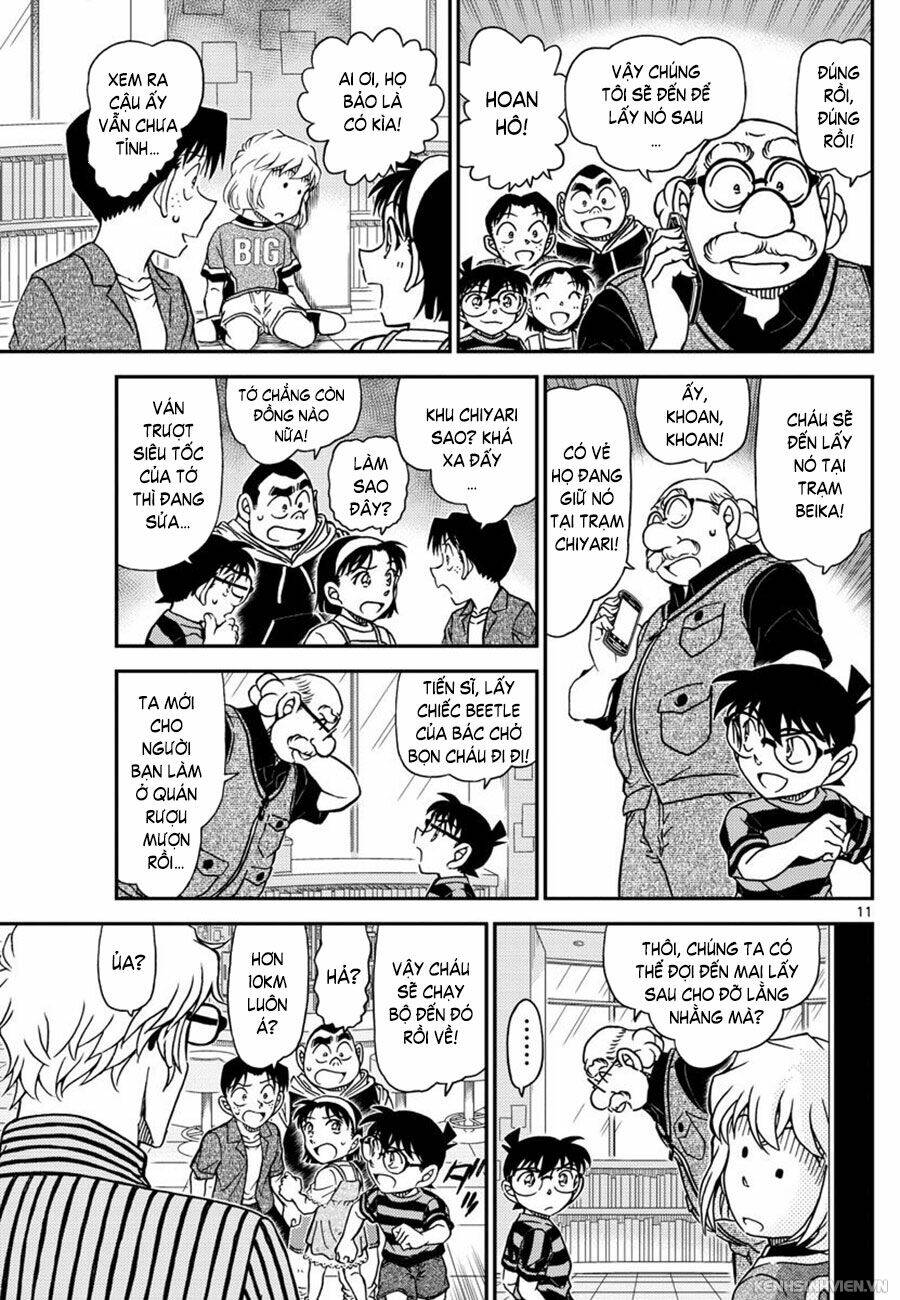 ĐÚNG
RỒI,
ĐÚNG
RỒI!
VẬY CHÚNG
TÔI SẼ ĐẾN ĐỂ
LẤY NÓ SAU
...
HOAN
HÔ!
AI ƠI, HỌ
BẢO LÀ
CÓ KÌA!
BIG
XEM RA
CẬU ẤY
VẪN CHƯA
TỈNH...
CHÁU SẼ
ĐẾN LẤY
NÓ TẠI
TRẠM
BEIKA!
ẤY,
KHOAN,
KHOAN!
CÓ VẺ
HỌ ĐANG
GIỮ NÓ
TẠI TRẠM
CHIYARI!
KHU CHIYARI
SAO? KHÁ
XA ĐẤY
...
LÀM
SAO
ĐÂY?
TỚ CHẲNG CÒN
ĐỒNG NÀO
NỮA!
VÁN
TRƯỢT
SIÊU TỐC
CỦA TỚ
THÌ ĐANG
SỬA...
TIẾN SĨ, LẤY
CHIẾC BEETLE
CỦA BÁC CHỞ
BỌN CHÁU ĐI ĐI!
TA MỚI
CHO
NGƯỜI
BẠN LÀM
Ở QUÁN
RƯỢU
MƯỢN
RỒI...
11
THÔI, CHÚNG TA CÓ
THỂ ĐỢI ĐẾN MAI LẤY
SAU CHO ĐỠ LẰNG
NHẰNG MÀ?
......
VẬY CHÁU
SẼ CHẠY
BỘ ĐẾN ĐÓ
RỒI VỀ!
HẢ?
HƠN
10KM
LUÔN
Á?
ỦA?
KENHSINHVIEN.VN